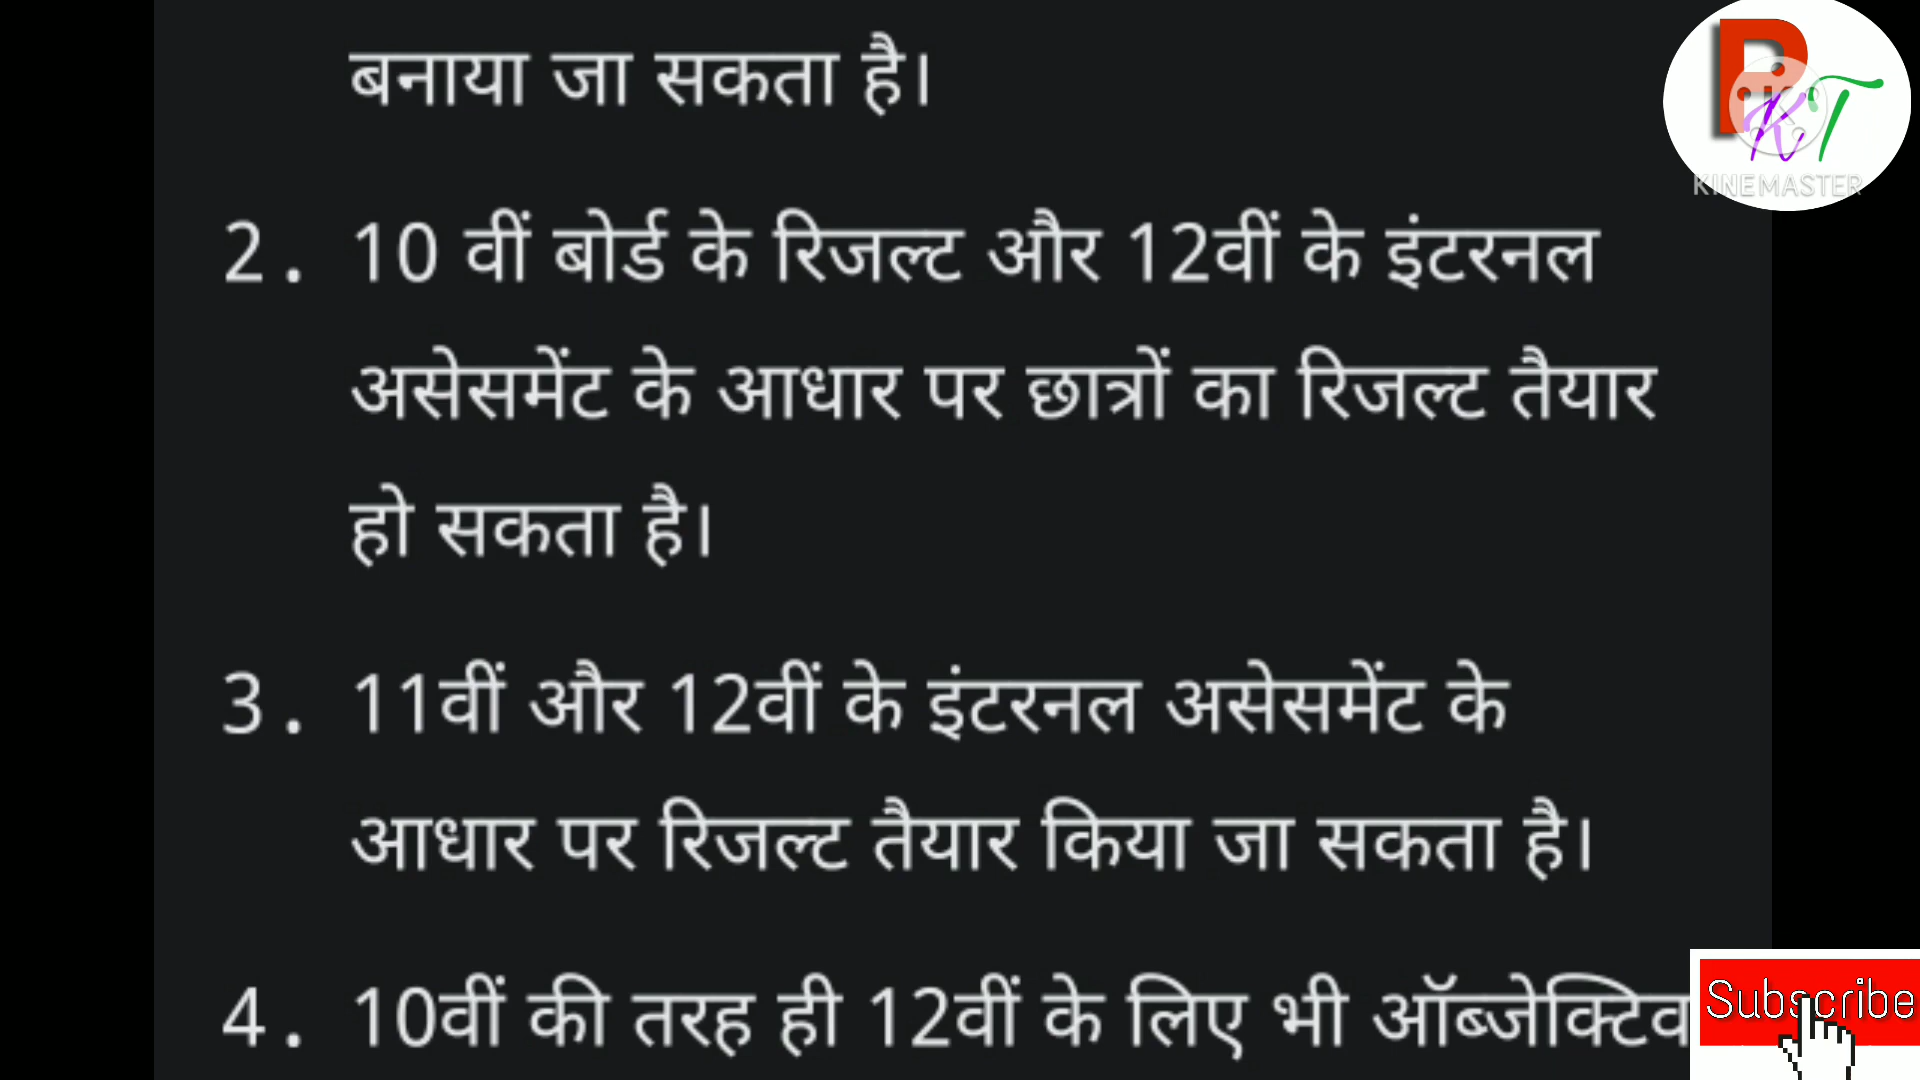 बनाया जा सकता है।
2. 10 वीं बोर्ड के रिजल्ट और 12वीं के इंटरनल
असेसमेंट के आधार पर छात्रों का रिजल्ट तैयार
हो सकता है।
3. 11वीं और 12वीं के इंटरनल असेसमेंट के
आधार पर रिजल्ट तैयार किया जा सकता है।
4. 10वीं की तरह ही 12वीं के लिए भी ऑब्जेक्टिव
PKT
KINEMASTER
Subscribe